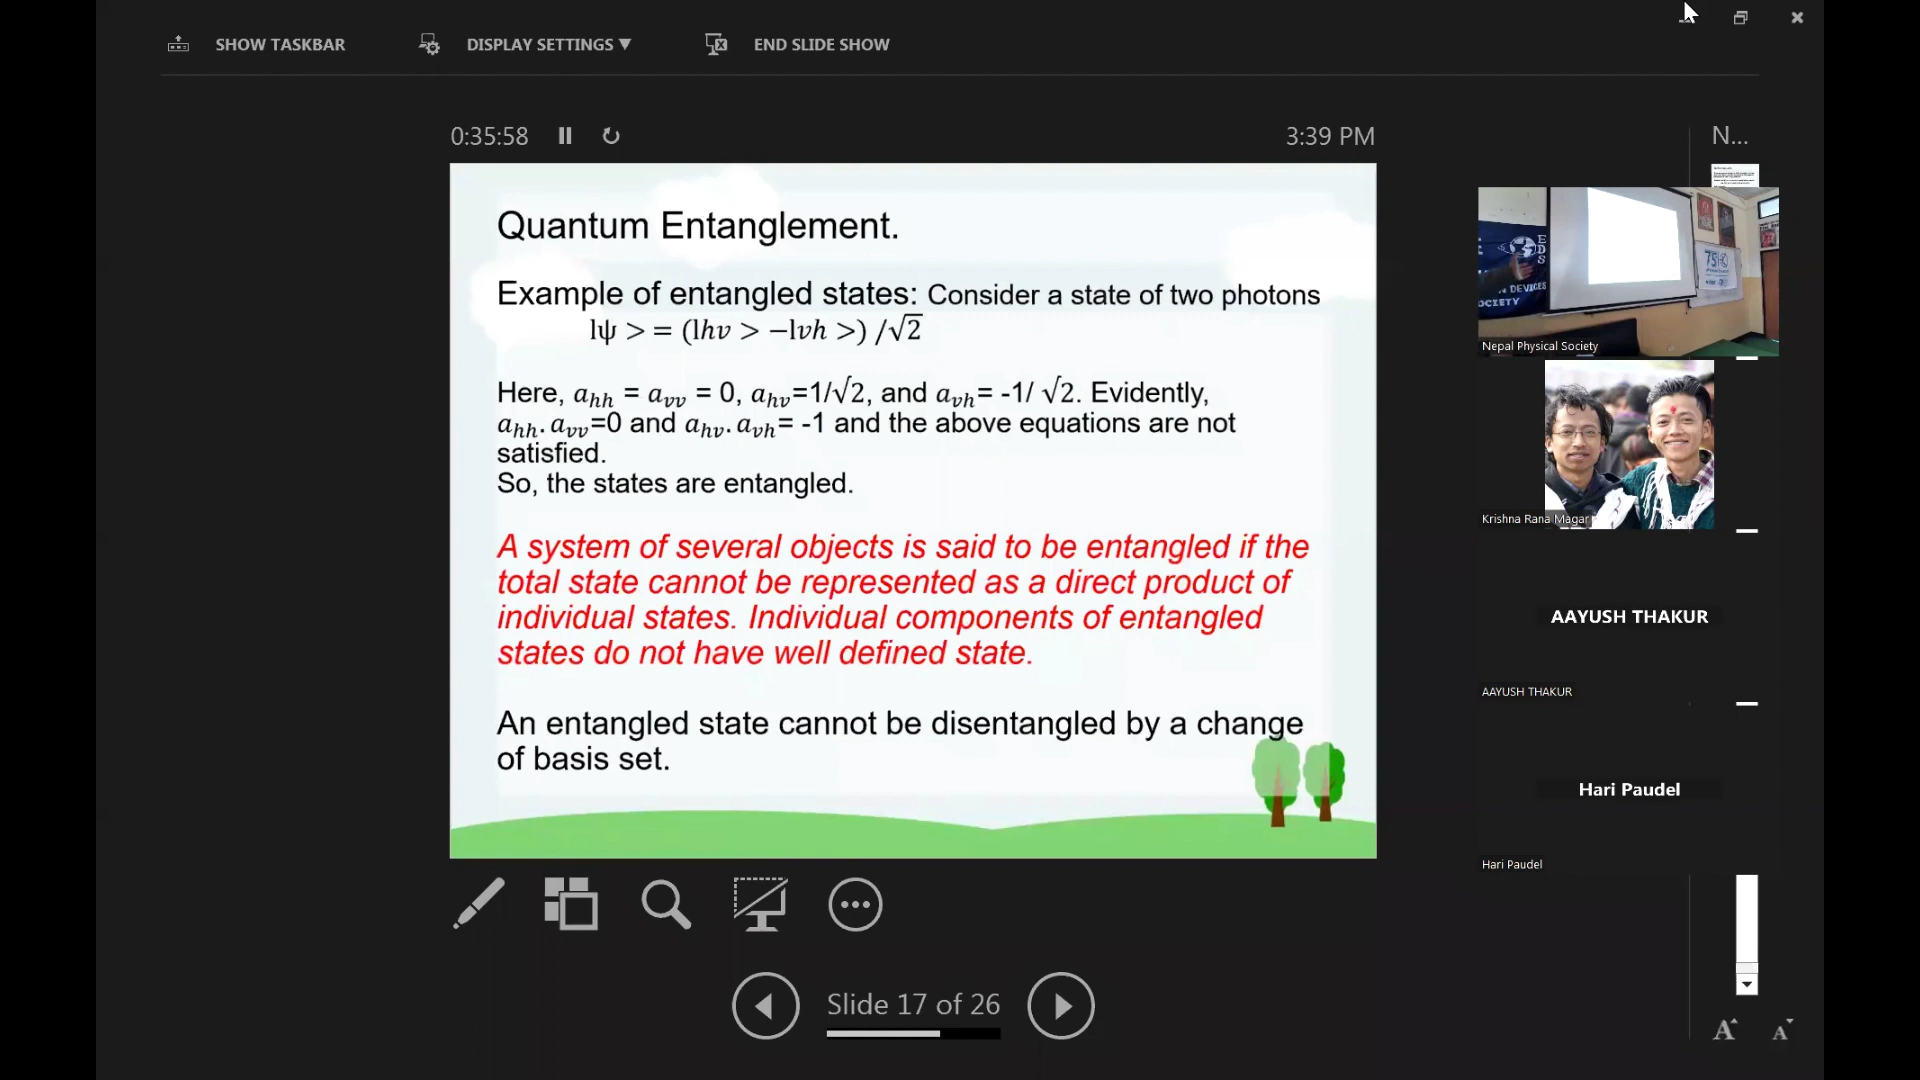 SHOW TASKBAR DISPLAY SETTINGS ▼ END SLIDE SHOW
0:35:58 3:39 PM N...
Quantum Entanglement.
Example of entangled states: Consider a state of two photons
lψ > = (lhv > −lvh >) /√2
Here, a_hh = a_vv = 0, a_hv=1/√2, and a_vh= -1/ √2. Evidently,
a_hh. a_vv=0 and a_hv. a_vh= -1 and the above equations are not
satisfied.
So, the states are entangled.
A system of several objects is said to be entangled if the
total state cannot be represented as a direct product of
individual states. Individual components of entangled
states do not have well defined state.
An entangled state cannot be disentangled by a change
of basis set.
Slide 17 of 26
E
D
S
N DEVICES
OCIETY
75
Nepal Physical Society
Krishna Rana Magar
AAYUSH THAKUR
AAYUSH THAKUR
Hari Paudel
Hari Paudel
A A